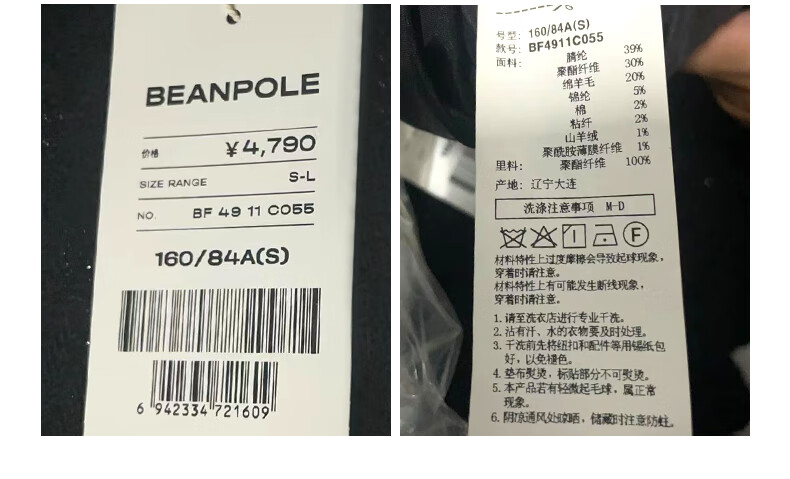 BEANPOLE
价格 ¥4,790
SIZE RANGE S-L
NO. BF 49 11 C055
160/84A(S)
6 942334 721609
号型: 160/84A(S)
款号: BF4911C055
面料: 腈纶 39%
聚酯纤维 30%
绵羊毛 20%
锦纶 5%
棉 2%
粘纤 2%
山羊绒 1%
聚酰胺薄膜纤维 1%
里料: 聚酯纤维 100%
产地: 辽宁大连
洗涤注意事项 M-D
F
材料特性上过度摩擦会导致起球现象,
穿着时请注意。
材料特性上有可能发生断线现象,
穿着时请注意。
1. 请至洗衣店进行专业干洗。
2. 沾有汗、水的衣物要及时处理。
3. 干洗前先将纽扣和配件等用锡纸包
好, 以免褪色。
4. 垫布熨烫, 标贴部分不可熨烫。
5. 本产品若有轻微起毛球, 属正常
现象。
6. 阴凉通风处晾晒, 储藏时注意防蛀。